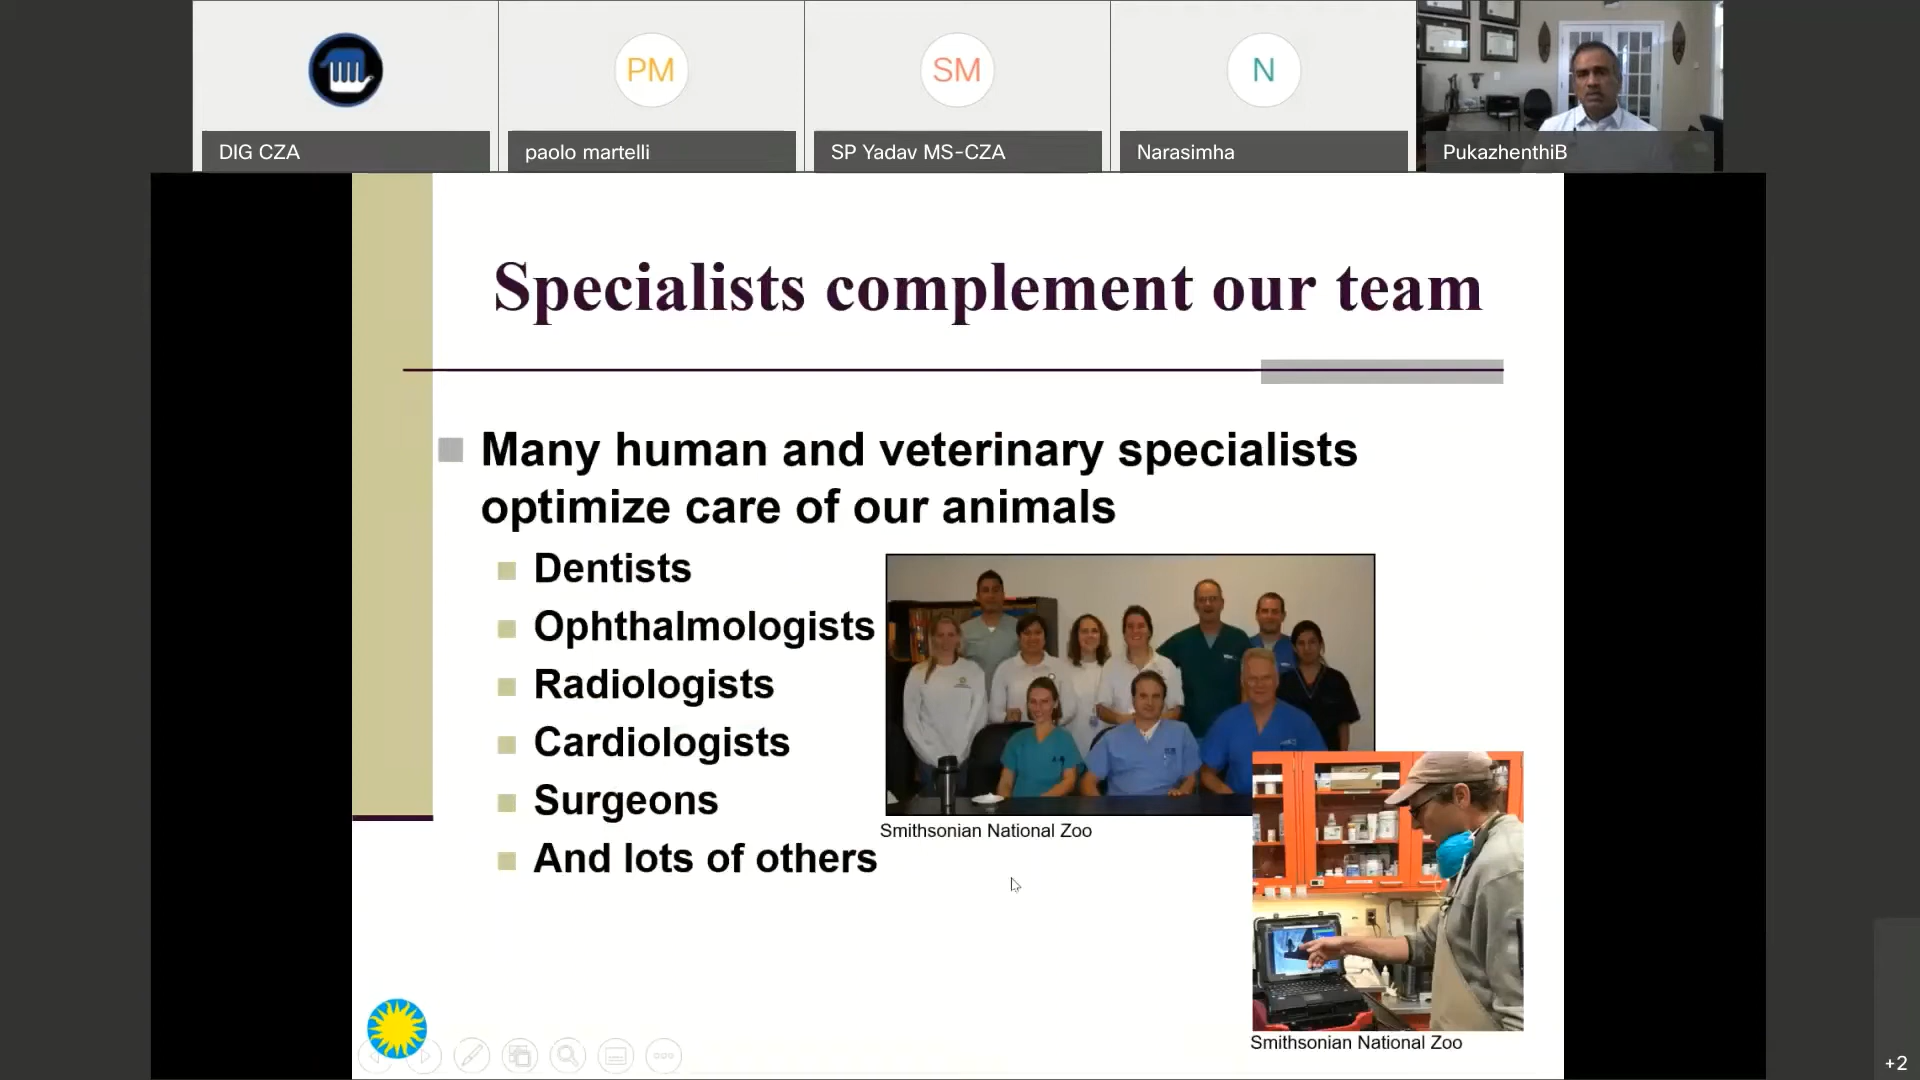 PM
SM
N
DIG CZA
paolo martelli
SP Yadav MS-CZA
Narasimha
PukazhenthiB
Specialists complement our team
Many human and veterinary specialists
optimize care of our animals
Dentists
Ophthalmologists
Radiologists
Cardiologists
Surgeons
And lots of others
Smithsonian National Zoo
Smithsonian National Zoo
+2